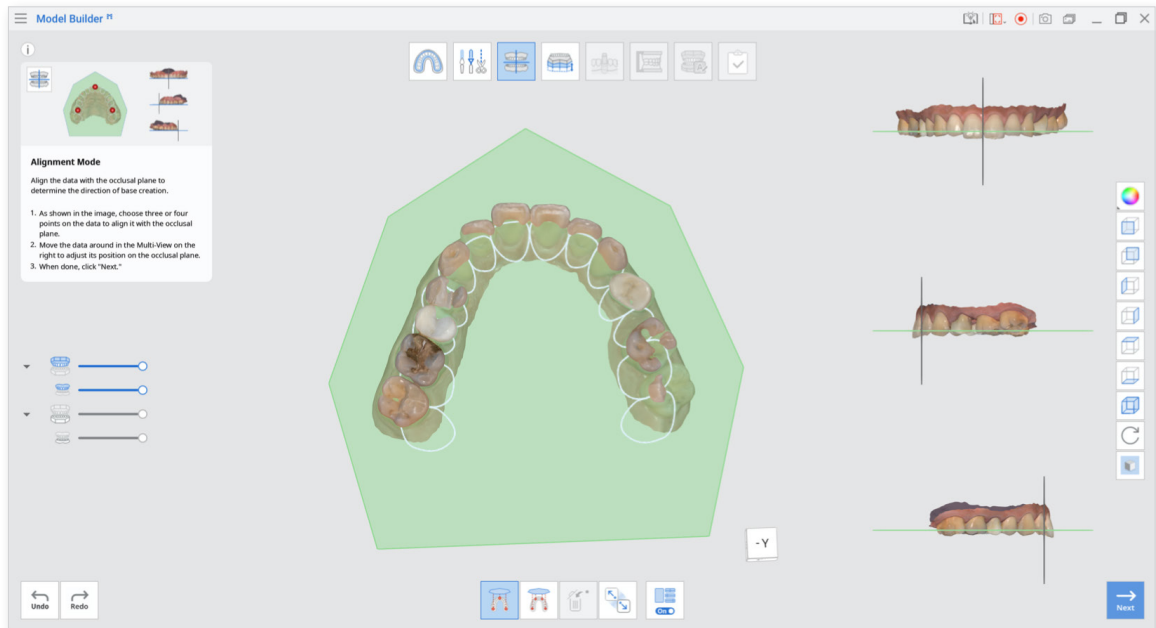 Model Builder
Alignment Mode
Align the data with the occlusal plane to
determine the direction of base creation.
1. As shown in the image, choose three or four
points on the data to align it with the occlusal
plane.
2. Move the data around in the Multi-View on the
right to adjust its position on the occlusal plane.
3. When done, click "Next."
- Y
Undo
Redo
On
Next